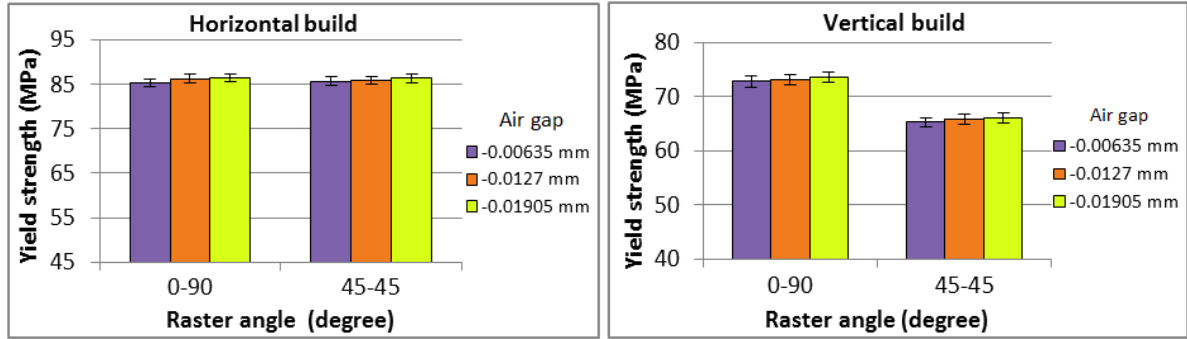 Horizontal build
Yield strength (MPa)
95
85
75
65
55
45
0-90
45-45
Raster angle (degree)
Air gap
-0.00635 mm
-0.0127 mm
-0.01905 mm
Vertical build
Yield strength (MPa)
80
70
60
50
40
0-90
45-45
Raster angle (degree)
Air gap
-0.00635 mm
-0.0127 mm
-0.01905 mm